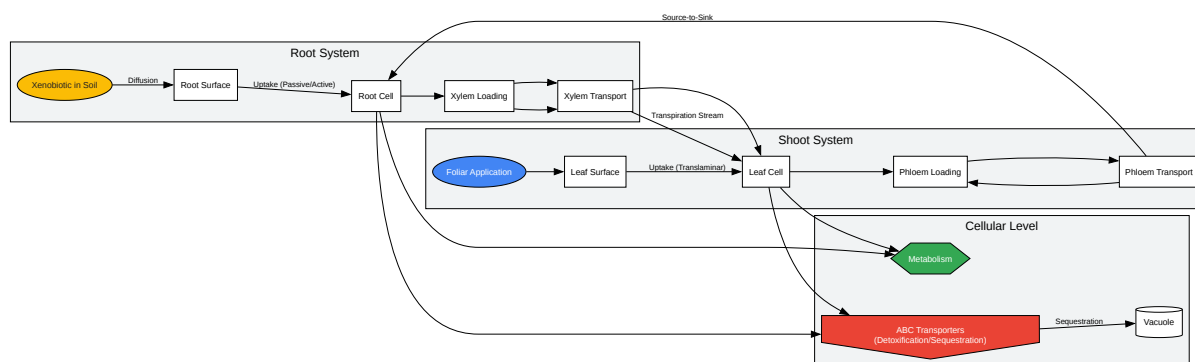 Source-to-Sink
Root System
Xenobiotic in Soil
Diffusion
Root Surface
Uptake (Passive/Active)
Root Cell
Xylem Loading
Xylem Transport
Transpiration Stream
Shoot System
Foliar Application
Leaf Surface
Uptake (Translaminar)
Leaf Cell
Phloem Loading
Phloem Transport
Cellular Level
Metabolism
ABC Transporters
(Detoxification/Sequestration)
Sequestration
Vacuole